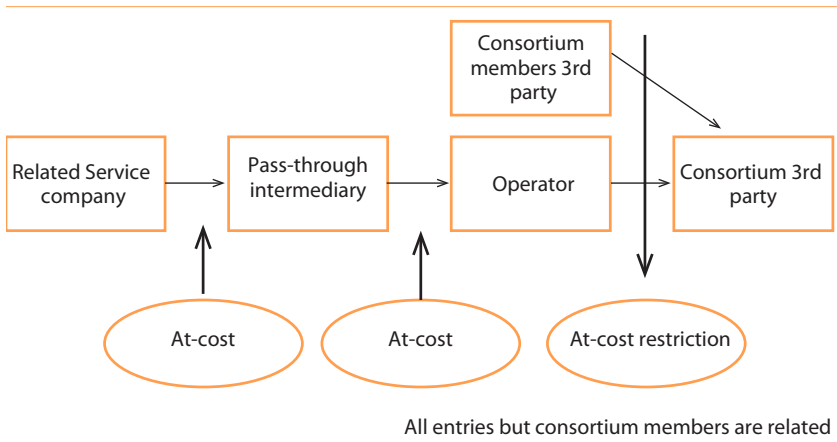 Consortium
members 3rd
party
Related Service
company
Pass-through
intermediary
Operator
Consortium 3rd
party
At-cost
At-cost
At-cost restriction
All entries but consortium members are related